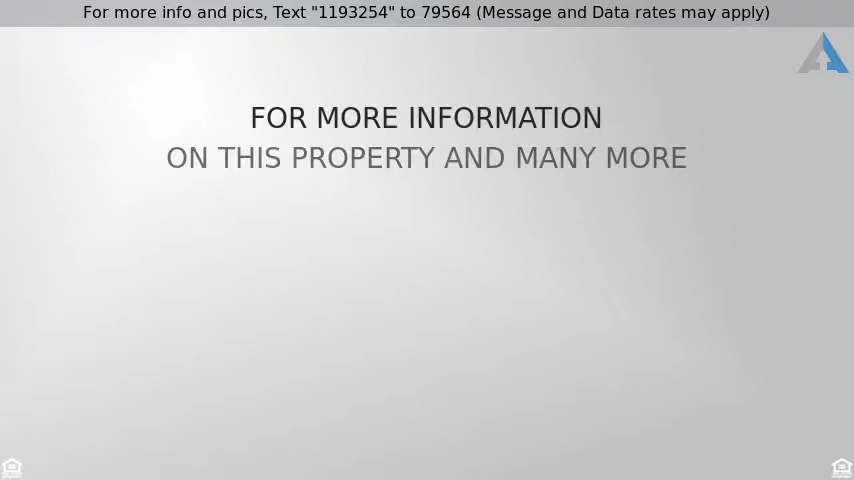 For more info and pics, Text "1193254" to 79564 (Message and Data rates may apply)
FOR MORE INFORMATION
ON THIS PROPERTY AND MANY MORE